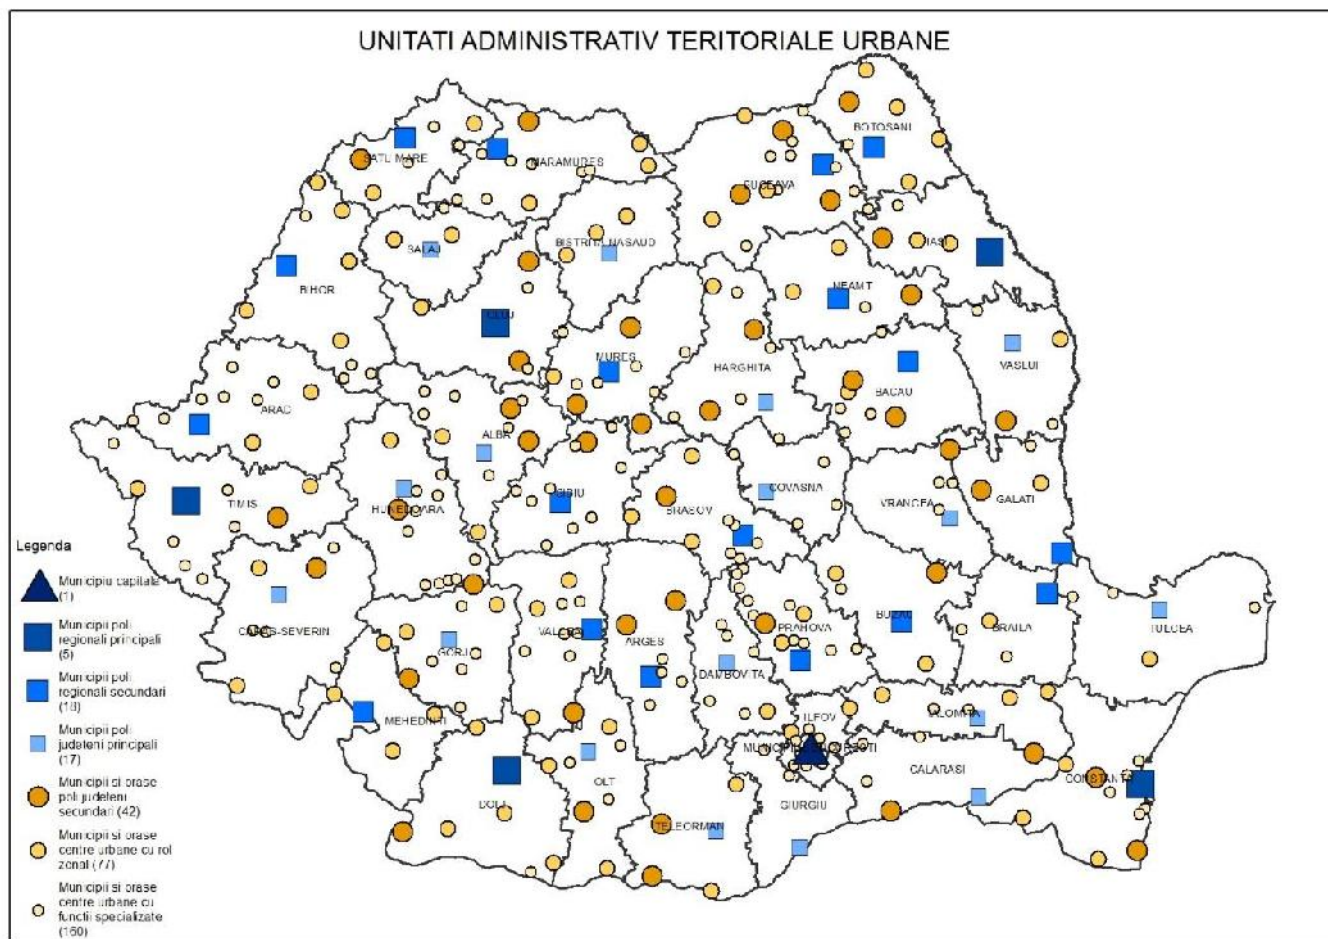 UNITATI ADMINISTRATIV TERITORIALE URBANE
BOTOSANI
SATU MARE
MARAMURES
SUCEAVA
IASI
SALAJ
BISTRITA NASAUD
BIHOR
NEAMT
CLUJ
MURES
HARGHITA
VASLUI
BACAU
ARAD
ALBA
TIMIS
HUNEDOARA
SIBIU
BRASOV
COVASNA
VRANCEA
GALATI
CARAS-SEVERIN
GORJ
VALCEA
ARGES
DAMBOVITA
PRAHOVA
BUZAU
BRAILA
TULCEA
MEHEDINTI
ILFOV
IALOMITA
MUNICIPIUL BUCURESTI
CALARASI
CONSTANTA
DOLJ
OLT
TELEORMAN
GIURGIU
Legenda
Municipiu capitala
(1)
Municipii poli
regionali principali
(5)
Municipii poli
regionali secundari
(18)
Municipii poli
judeteni principali
(17)
Municipii si orase
poli judeteni
secundari (42)
Municipii si orase
centre urbane cu rol
zonal (77)
Municipii si orase
centre urbane cu
functii specializate
(160)